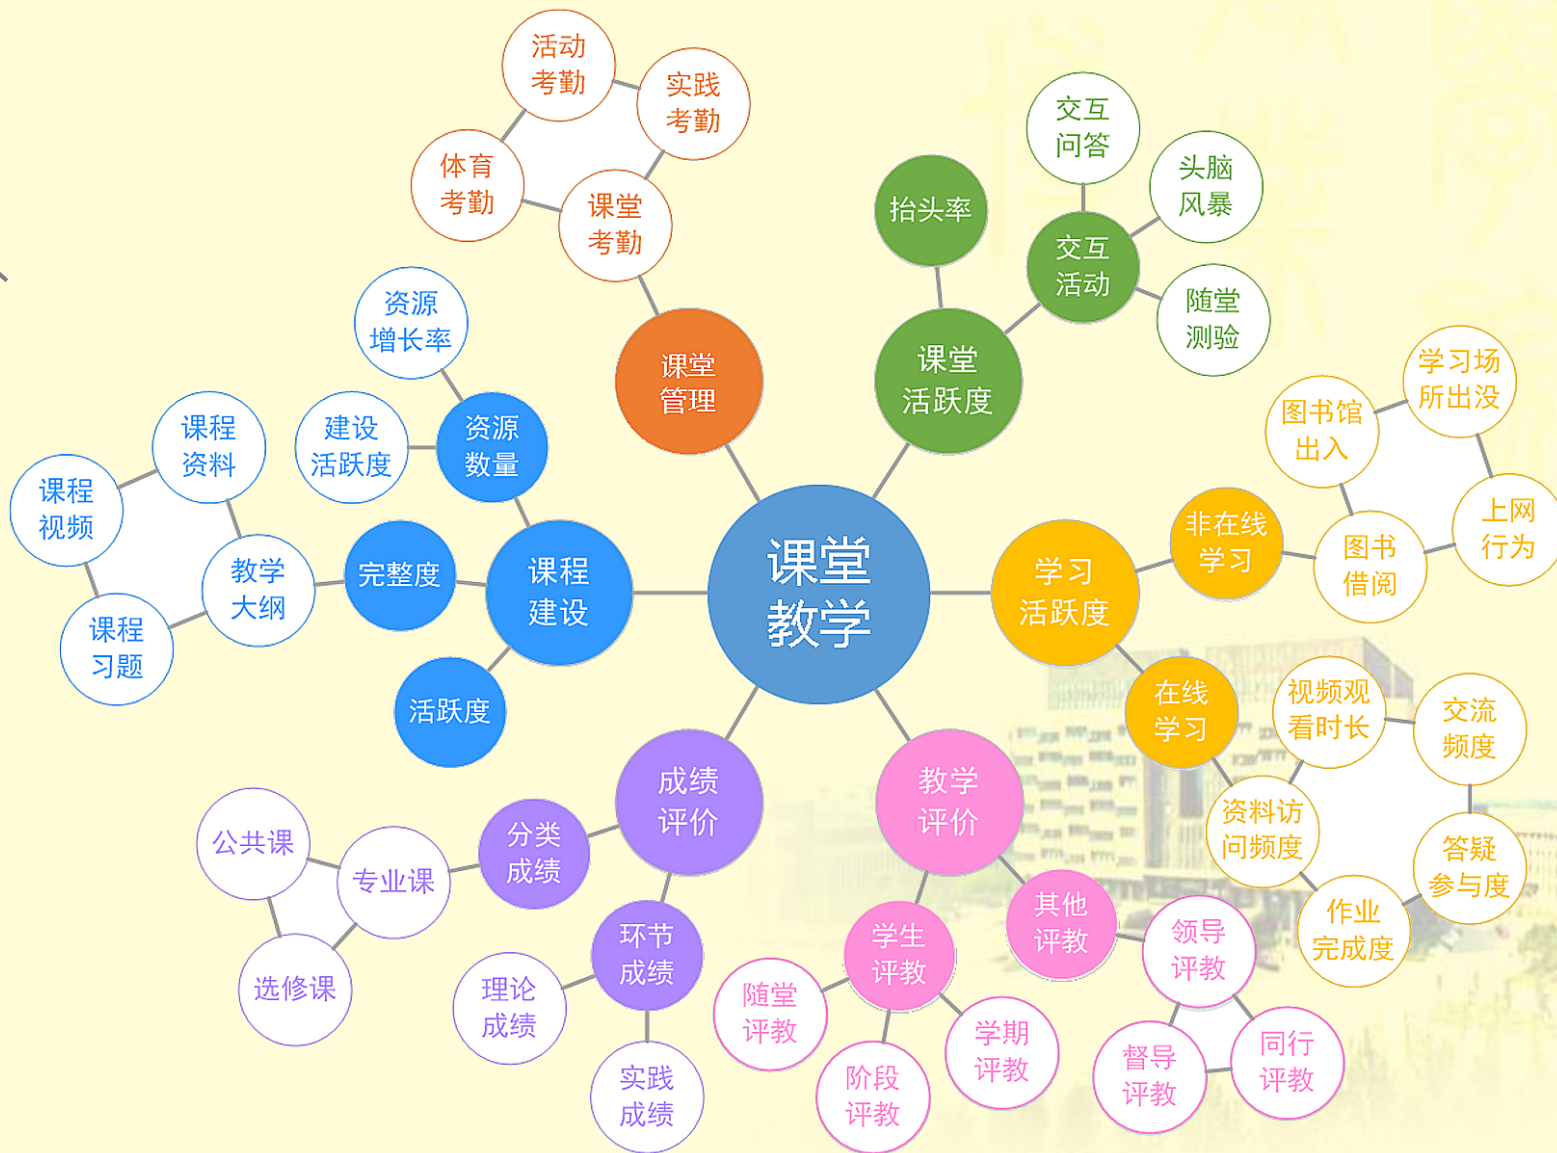 课堂
教学
课堂
管理
课堂
考勤
体育
考勤
活动
考勤
实践
考勤
课堂
活跃度
抬头率
交互
活动
交互
问答
头脑
风暴
随堂
测验
学习
活跃度
非在线
学习
图书
借阅
图书馆
出入
学习场
所出没
上网
行为
在线
学习
资料访
问频度
视频观
看时长
交流
频度
答疑
参与度
作业
完成度
教学
评价
其他
评教
领导
评教
督导
评教
同行
评教
学生
评教
随堂
评教
阶段
评教
学期
评教
成绩
评价
分类
成绩
专业课
公共课
选修课
环节
成绩
理论
成绩
实践
成绩
课程
建设
资源
数量
资源
增长率
建设
活跃度
完整度
教学
大纲
课程
资料
课程
视频
课程
习题
活跃度